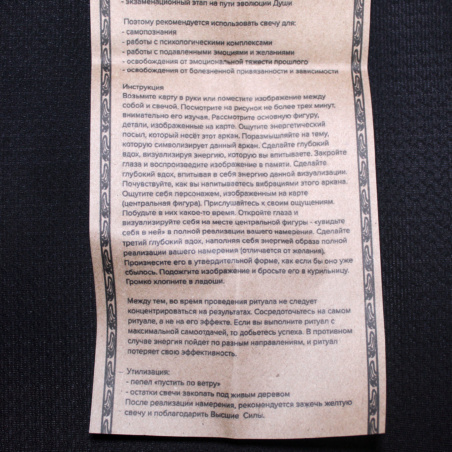 - экзаменационный этап на пути эволюции Души
Поэтому рекомендуется использовать свечу для:
- самопознания
- работы с психологическими комплексами
- работы с подавленными эмоциями и желаниями
- освобождения от эмоциональной тяжести прошлого
- освобождения от болезненной привязанности и зависимости
Инструкция
Возьмите карту в руки или поместите изображение между
собой и свечой. Посмотрите на рисунок не более трех минут,
внимательно его изучая. Рассмотрите основную фигуру,
детали, изображенные на карте. Ощутите энергетический
посыл, который несёт этот аркан. Поразмышляйте на тему,
которую символизирует данный аркан. Сделайте глубокий
вдох, визуализируя энергию, которую вы впитываете. Закройте
глаза и воспроизведите изображение в памяти. Сделайте
глубокий вдох, впитывая в себя энергию данной визуализации.
Почувствуйте, как вы напитываетесь вибрациями этого аркана.
Ощутите себя персонажем, изображенным на карте
(центральная фигура). Прислушайтесь к своим ощущениям.
Побудьте в них какое-то время. Откройте глаза и
визуализируйте себя на месте центральной фигуры - «увидьте
себя в ней» в полной реализации вашего намерения. Сделайте
третий глубокий вдох, наполняя себя энергией образа полной
реализации вашего намерения (отличается от желания).
Произнесите его в утвердительной форме, как если бы оно уже
сбылось. Подожгите изображение и бросьте его в курильницу.
Громко хлопните в ладоши.
Между тем, во время проведения ритуала не следует
концентрироваться на результатах. Сосредоточьтесь на самом
ритуале, а не на его эффекте. Если вы выполните ритуал с
максимальной самоотдачей, то добьетесь успеха. В противном
случае энергия пойдет по разным направлениям, и ритуал
потеряет свою эффективность.
Утилизация:
- пепел «пустить по ветру»
- остатки свечи закопать под живым деревом
После реализации намерения, рекомендуется зажечь желтую
свечу и поблагодарить Высшие Силы.